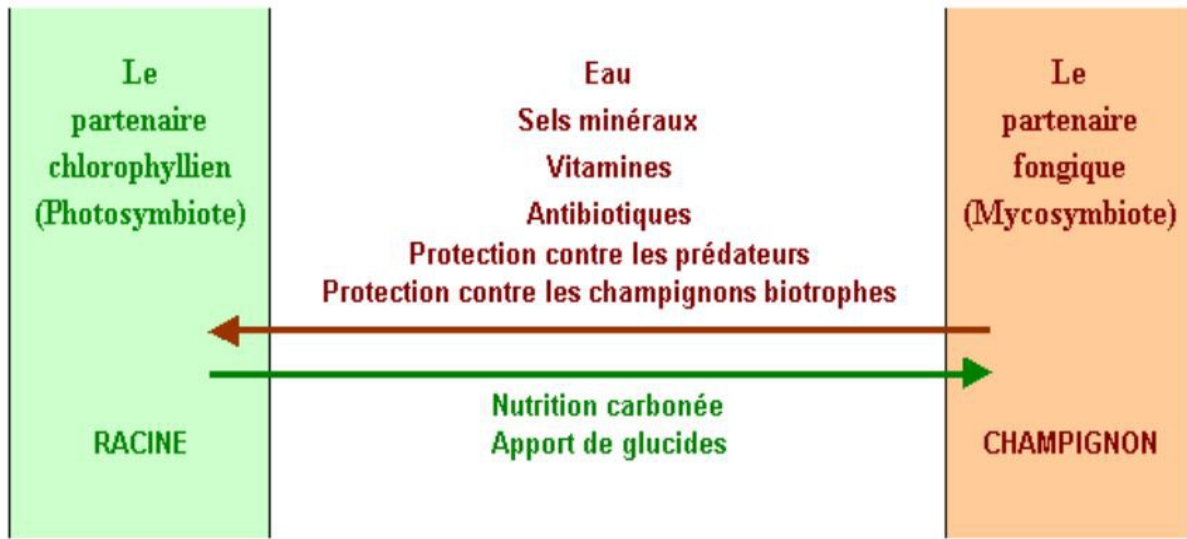 Le
partenaire
chlorophyllien
(Photosymbiote)
RACINE
Eau
Sels minéraux
Vitamines
Antibiotiques
Protection contre les prédateurs
Protection contre les champignons biotrophes
Nutrition carbonée
Apport de glucides
Le
partenaire
fongique
(Mycosymbiote)
CHAMPIGNON